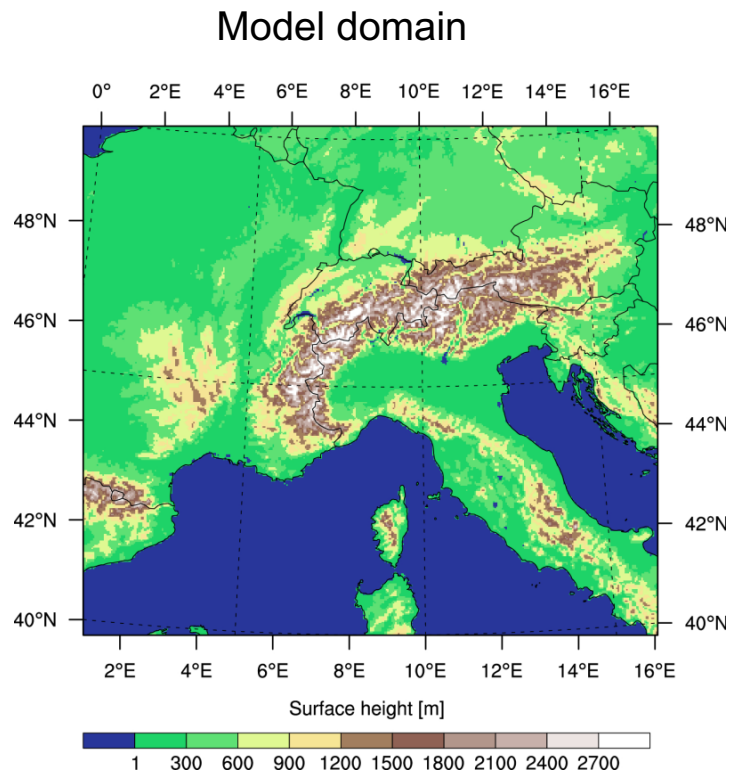 Model domain
0° 2°E 4°E 6°E 8°E 10°E 12°E 14°E 16°E
48°N 48°N
46°N 46°N
44°N 44°N
42°N 42°N
40°N 40°N
2°E 4°E 6°E 8°E 10°E 12°E 14°E 16°E
Surface height [m]
1 300 600 900 1200 1500 1800 2100 2400 2700